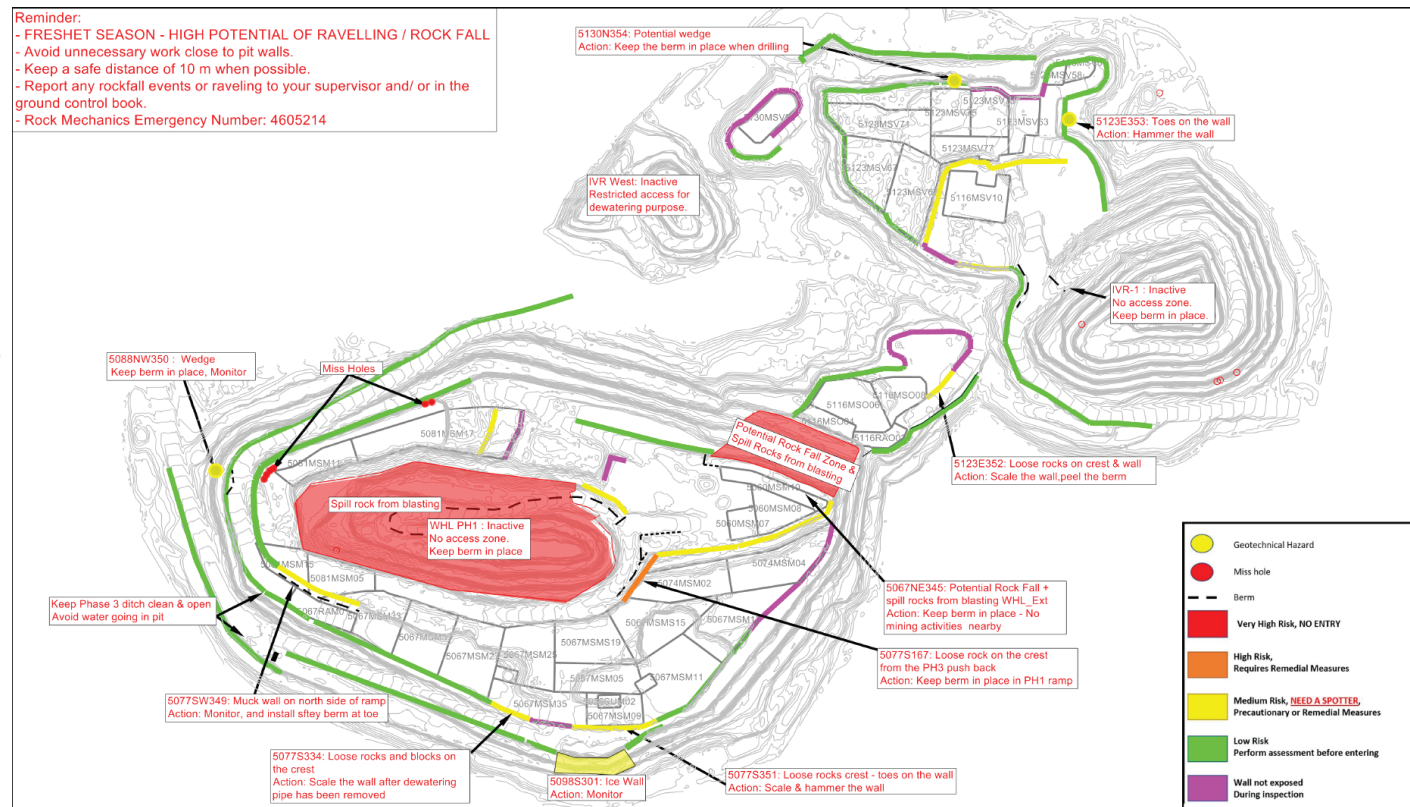 Reminder:
- FRESHET SEASON - HIGH POTENTIAL OF RAVELLING / ROCK FALL
- Avoid unnecessary work close to pit walls.
- Keep a safe distance of 10 m when possible.
- Report any rockfall events or raveling to your supervisor and/ or in the
ground control book.
- Rock Mechanics Emergency Number: 4605214
5130N354: Potential wedge
Action: Keep the berm in place when drilling
5123MSV58
5123MSV71
5123MSV63
5123E353: Toes on the wall
Action: Hammer the wall
5123MSV77
5116MSV10
IVR West: Inactive
Restricted access for
dewatering purpose.
IVR-1 : Inactive
No access zone.
Keep berm in place.
5088NW350 : Wedge
Keep berm in place, Monitor
Miss Holes
5116MSO08
5116MSO06
5116MSO04
5116RAO02
5081MSM17
5081MSM11
Potential Rock Fall Zone &
Spill Rocks from blasting
5123E352: Loose rocks on crest & wall
Action: Scale the wall,peel the berm
Spill rock from blasting
WHL PH1 : Inactive
No access zone.
Keep berm in place
5060MSM10
5060MSM08
5060MSM07
5074MSM04
5074MSM02
5081MSM05
5067NE345: Potential Rock Fall +
spill rocks from blasting WHL_Ext
Action: Keep berm in place - No
mining activities nearby
Keep Phase 3 ditch clean & open
Avoid water going in pit
5067MSMS15
5067MSMS19
5067MSM25
5067MSM05
5067MSM11
5067MSM35
5067MSM09
5077S167: Loose rock on the crest
from the PH3 push back
Action: Keep berm in place in PH1 ramp
5077SW349: Muck wall on north side of ramp
Action: Monitor, and install sftey berm at toe
5077S334: Loose rocks and blocks on
the crest
Action: Scale the wall after dewatering
pipe has been removed
5098S301: Ice Wall
Action: Monitor
5077S351: Loose rocks crest - toes on the wall
Action: Scale & hammer the wall
Geotechnical Hazard
Miss hole
Berm
Very High Risk, NO ENTRY
High Risk,
Requires Remedial Measures
Medium Risk, NEED A SPOTTER,
Precautionary or Remedial Measures
Low Risk
Perform assessment before entering
Wall not exposed
During inspection